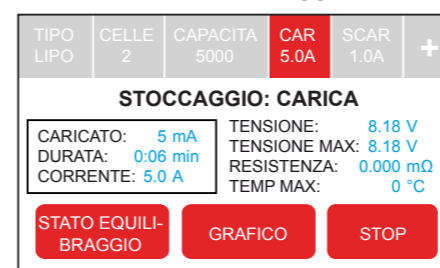 TIPO CELLE CAPACITA CAR SCAR +
LIPO 2 5000 5.0A 1.0A
STOCCAGGIO: CARICA
CARICATO: 5 mA
DURATA: 0:06 min
CORRENTE: 5.0 A
TENSIONE: 8.18 V
TENSIONE MAX: 8.18 V
RESISTENZA: 0.000 mΩ
TEMP MAX: 0 °C
STATO EQUILI-
BRAGGIO
GRAFICO
STOP